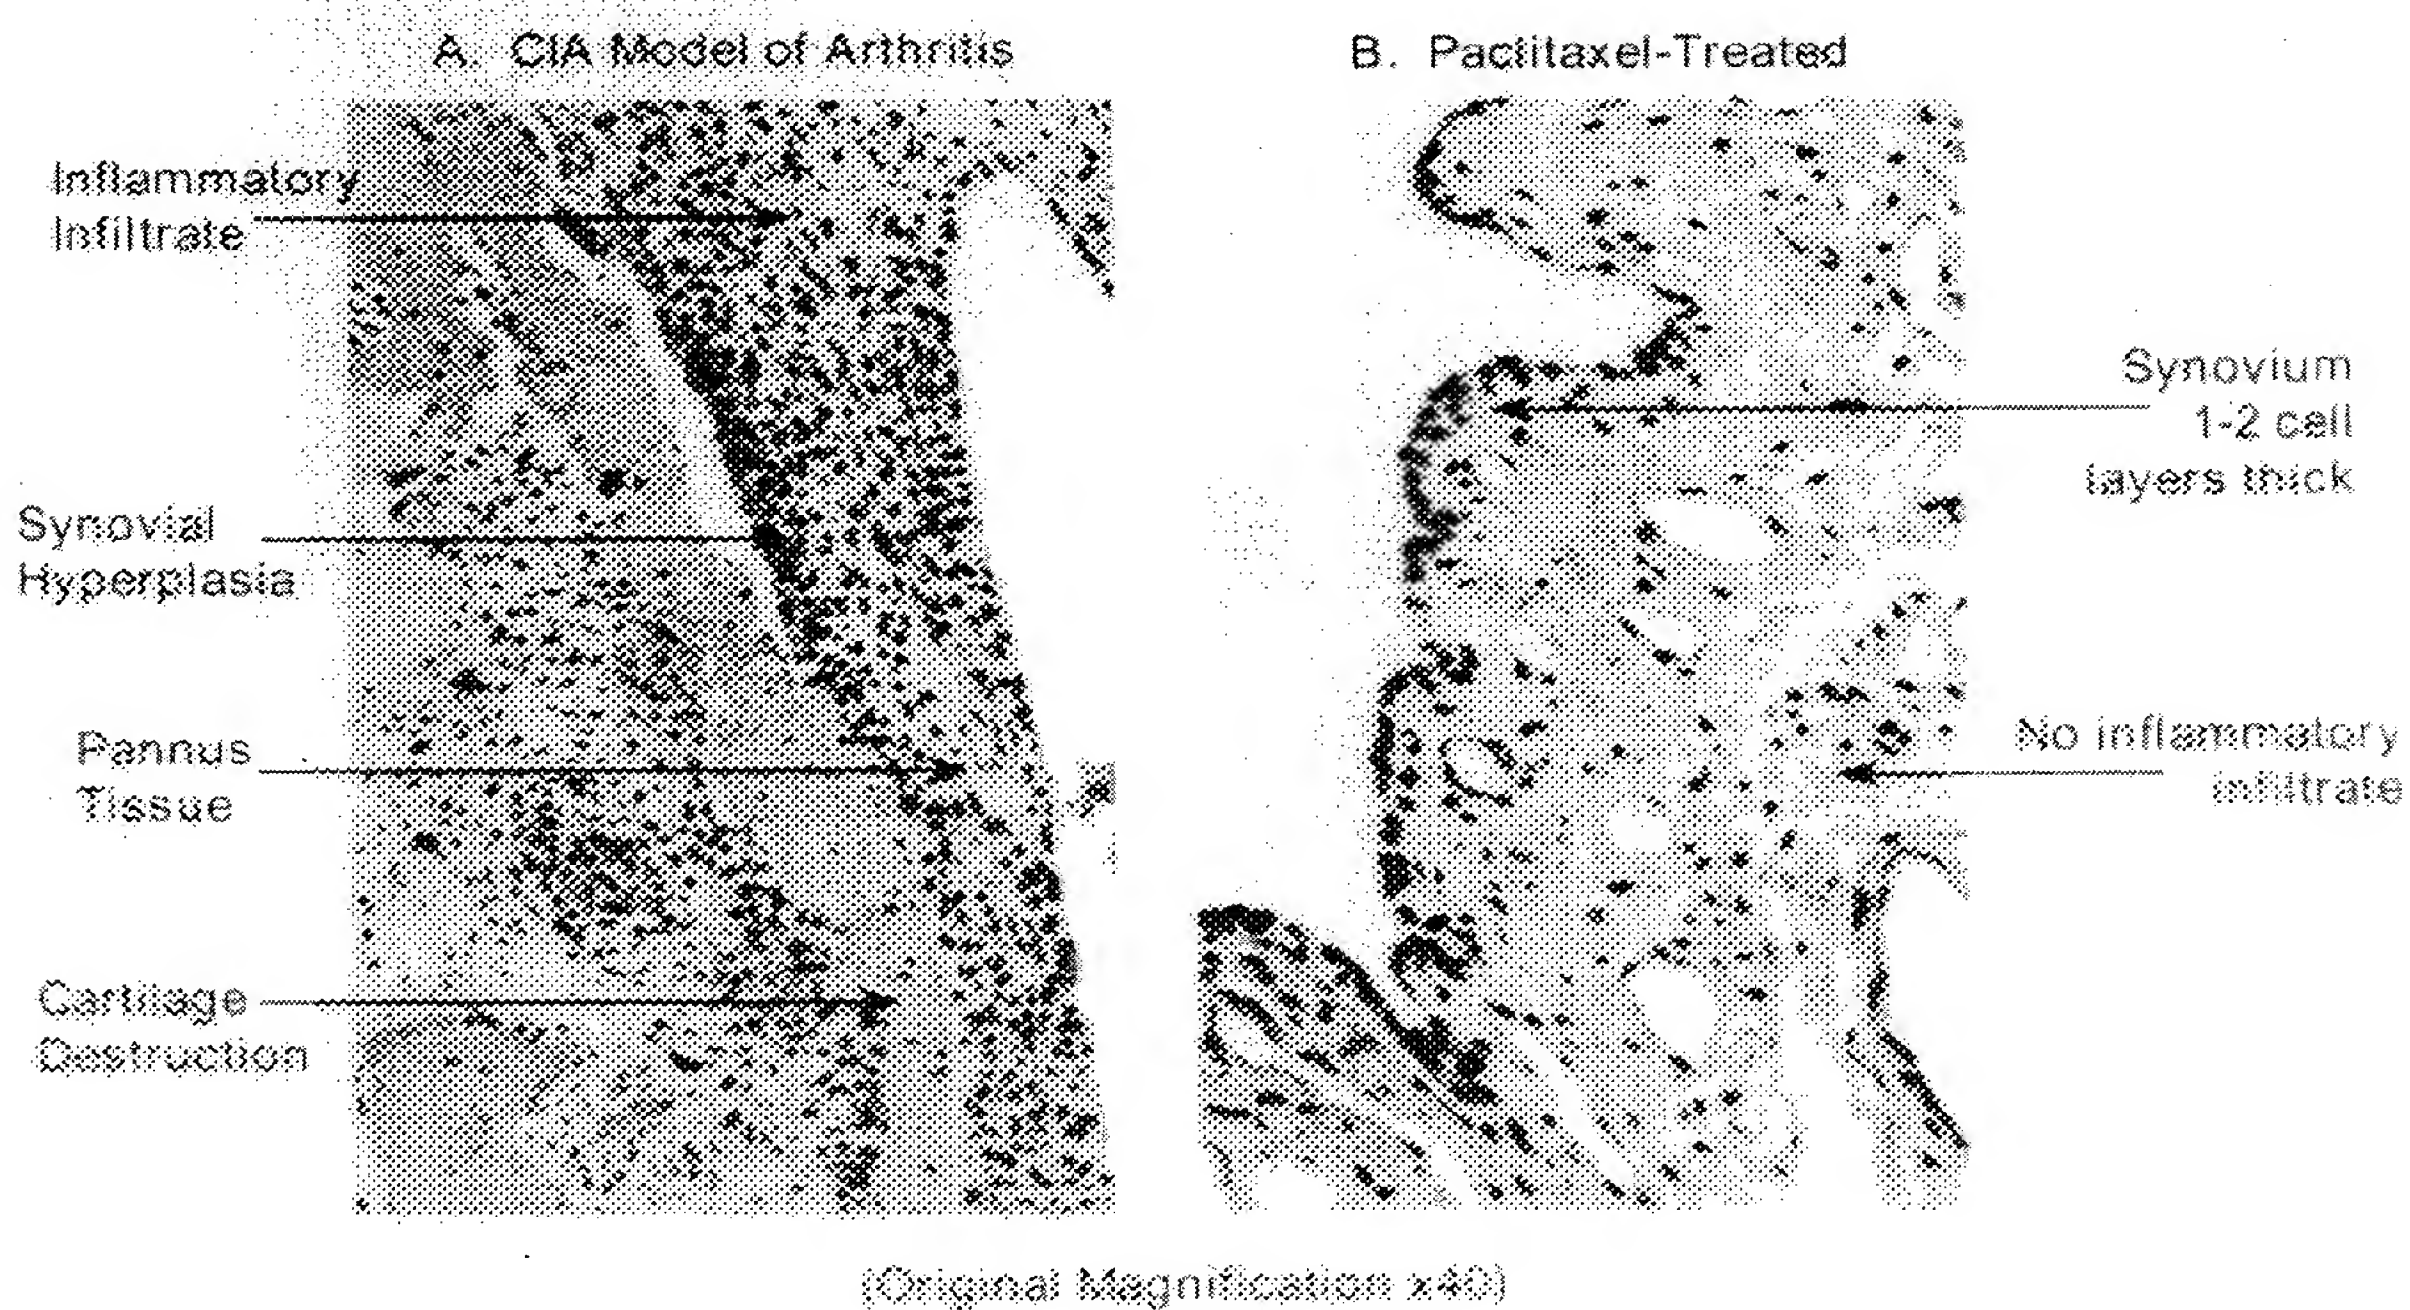 A. CIA Model of Arthritis
B. Paclitaxel-Treated
Inflammatory
Infiltrate
Synovial
Hyperplasia
Pannus
Tissue
Cartilage
Destruction
Synovium
1-2 cell
layers thick
No inflammatory
infiltrate
(Original Magnification x40)